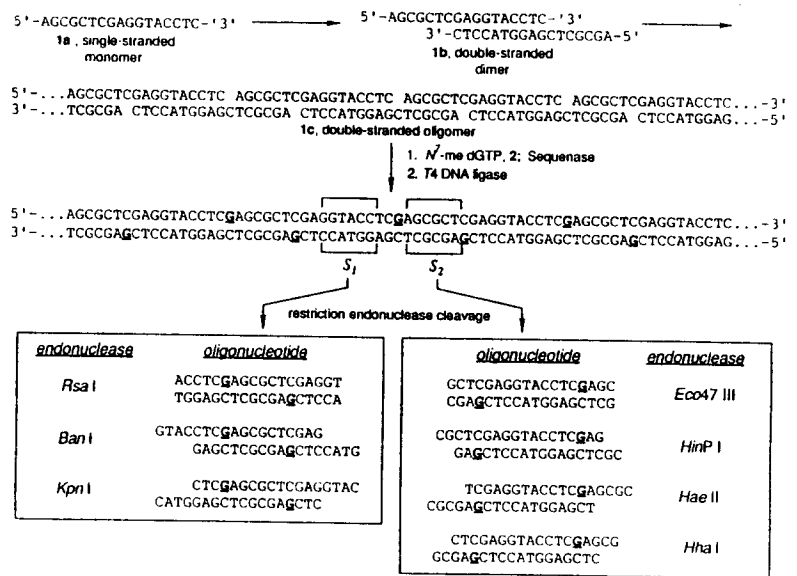 5'-AGCGCTCGAGGTACCTC-'3'
1a, single-stranded
monomer
5'-AGCGCTCGAGGTACCTC-'3'
3'-CTCCATGGAGCTCGCGA-5'
1b, double-stranded
dimer
5'-...AGCGCTCGAGGTACCTC AGCGCTCGAGGTACCTC AGCGCTCGAGGTACCTC AGCGCTCGAGGTACCTC...-3'
3'-...TCGCGA CTCCATGGAGCTCGCGA CTCCATGGAGCTCGCGA CTCCATGGAGCTCGCGA CTCCATGGAG...-5'
1c, double-stranded oligomer
1. N7-me dGTP, 2; Sequenase
2. T4 DNA ligase
5'-...AGCGCTCGAGGTACCTCGAGCGCTCGAGGTACCTCGAGCGCTCGAGGTACCTCGAGCGCTCGAGGTACCTC...-3'
3'-...TCGCGAGCTCCATGGAGCTCGCGAGCTCCATGGAGCTCGCGAGCTCCATGGAGCTCGCGAGCTCCATGGAG...-5'
S1 S2
restriction endonuclease cleavage
endonuclease oligonucleotide
Rsa I
ACCTCGAGCGCTCGAGGT
TGGAGCTCGCGAGCTCCA
Ban I
GTACCTCGAGCGCTCGAG
GAGCTCGCGAGCTCCATG
Kpn I
CTCGAGCGCTCGAGGTAC
CATGGAGCTCGCGAGCTC
oligonucleotide endonuclease
GCTCGAGGTACCTCGAGC
CGAGCTCCATGGAGCTCG
Eco47 III
CGCTCGAGGTACCTCGAG
GAGCTCCATGGAGCTCGC
HinP I
TCGAGGTACCTCGAGCGC
CGCGAGCTCCATGGAGCT
Hae II
CTCGAGGTACCTCGAGCG
GCGAGCTCCATGGAGCTC
Hha I